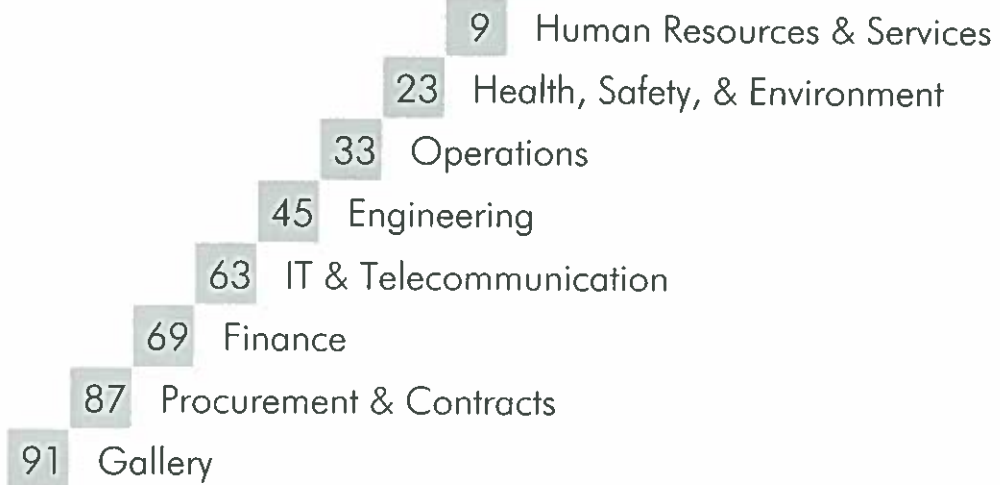 9 Human Resources & Services
23 Health, Safety, & Environment
33 Operations
45 Engineering
63 IT & Telecommunication
69 Finance
87 Procurement & Contracts
91 Gallery